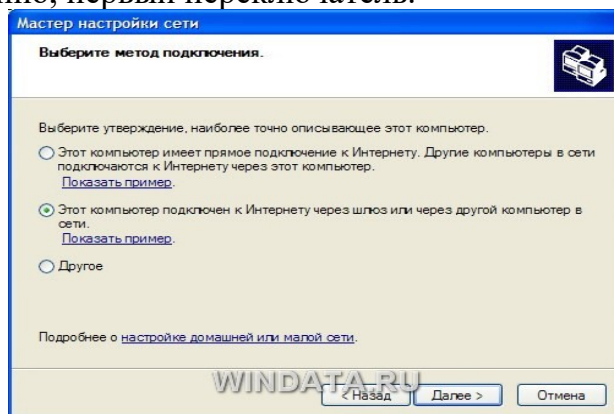 первый переключатель.
Мастер настройки сети
Выберите метод подключения.
Выберите утверждение, наиболее точно описывающее этот компьютер.
Этот компьютер имеет прямое подключение к Интернету. Другие компьютеры в сети
подключаются к Интернету через этот компьютер.
Показать пример.
Этот компьютер подключен к Интернету через шлюз или через другой компьютер в
сети.
Показать пример.
Другое
Подробнее о настройке домашней или малой сети.
WINDATA.RU
< Назад Далее > Отмена